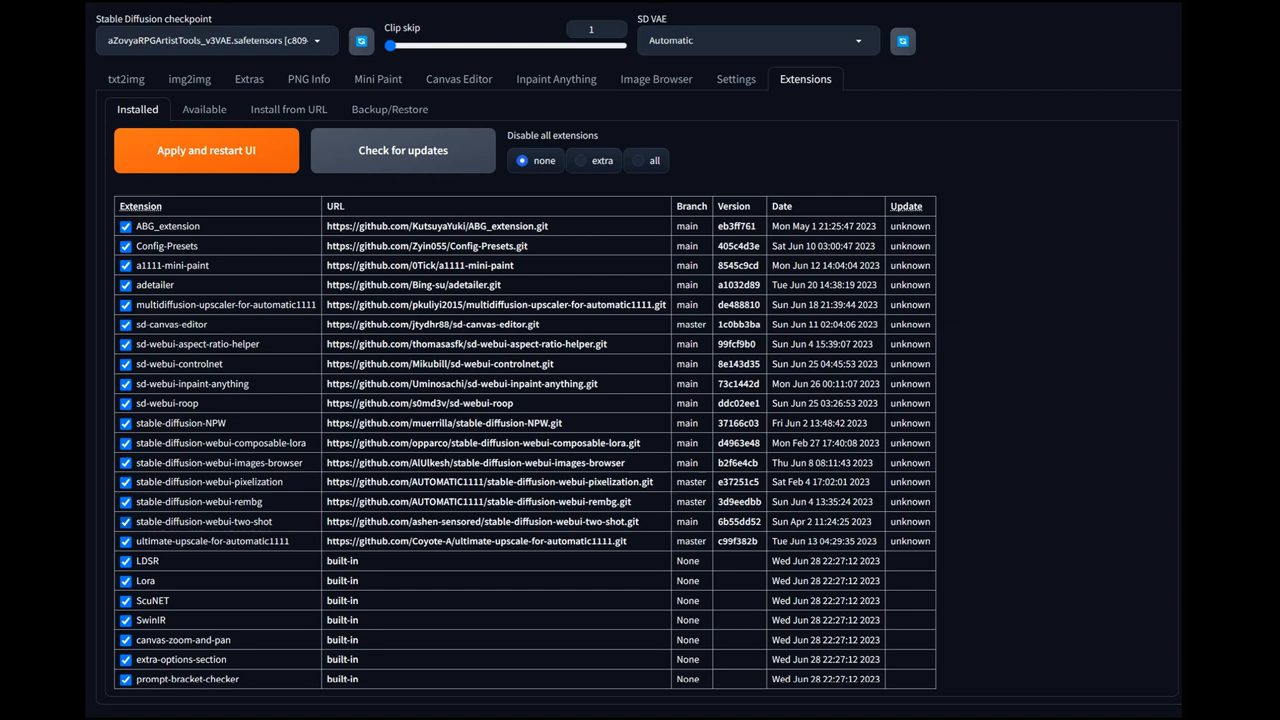 Stable Diffusion checkpoint
Clip skip
1
SD VAE
aZovyaRPGArtistTools_v3VAE.safetensors [c809-
Automatic
txt2img img2img Extras PNG Info Mini Paint Canvas Editor Inpaint Anything Image Browser Settings Extensions
Installed Available Install from URL Backup/Restore
Apply and restart UI
Check for updates
Disable all extensions
none extra all
Extension URL Branch Version Date Update
ABG_extension https://github.com/KutsuyaYuki/ABG_extension.git main eb3ff761 Mon May 1 21:25:47 2023 unknown
Config-Presets https://github.com/Zyin055/Config-Presets.git main 405c4d3e Sat Jun 10 03:00:47 2023 unknown
a1111-mini-paint https://github.com/0Tick/a1111-mini-paint main 8545c9cd Mon Jun 12 14:04:04 2023 unknown
adetailer https://github.com/Bing-su/adetailer.git main a1032d89 Tue Jun 20 14:38:19 2023 unknown
multidiffusion-upscaler-for-automatic1111 https://github.com/pkuliyi2015/multidiffusion-upscaler-for-automatic1111.git main de488810 Sun Jun 18 21:39:44 2023 unknown
sd-canvas-editor https://github.com/jtydhr88/sd-canvas-editor.git master 1c0bb3ba Sun Jun 11 02:04:06 2023 unknown
sd-webui-aspect-ratio-helper https://github.com/thomasasfk/sd-webui-aspect-ratio-helper.git main 99fcf9b0 Sun Jun 4 15:39:07 2023 unknown
sd-webui-controlnet https://github.com/Mikubill/sd-webui-controlnet.git main 8e143d35 Sun Jun 25 04:45:53 2023 unknown
sd-webui-inpaint-anything https://github.com/Uminosachi/sd-webui-inpaint-anything.git main 73c1442d Mon Jun 26 00:11:07 2023 unknown
sd-webui-roop https://github.com/s0md3v/sd-webui-roop main ddc02ee1 Sun Jun 25 03:26:53 2023 unknown
stable-diffusion-NPW https://github.com/muerrilla/stable-diffusion-NPW.git main 37166c03 Fri Jun 2 13:48:42 2023 unknown
stable-diffusion-webui-composable-lora https://github.com/opparco/stable-diffusion-webui-composable-lora.git main d4963e48 Mon Feb 27 17:40:08 2023 unknown
stable-diffusion-webui-images-browser https://github.com/AlUlkesh/stable-diffusion-webui-images-browser main b2f6e4cb Thu Jun 8 08:11:43 2023 unknown
stable-diffusion-webui-pixelization https://github.com/AUTOMATIC1111/stable-diffusion-webui-pixelization.git master e37251c5 Sat Feb 4 17:02:01 2023 unknown
stable-diffusion-webui-rembg https://github.com/AUTOMATIC1111/stable-diffusion-webui-rembg.git master 3d9eedbb Sun Jun 4 13:35:24 2023 unknown
stable-diffusion-webui-two-shot https://github.com/ashen-sensored/stable-diffusion-webui-two-shot.git main 6b55dd52 Sun Apr 2 11:24:25 2023 unknown
ultimate-upscale-for-automatic1111 https://github.com/Coyote-A/ultimate-upscale-for-automatic1111.git master c99f382b Tue Jun 13 04:29:35 2023 unknown
LDSR built-in None Wed Jun 28 22:27:12 2023
Lora built-in None Wed Jun 28 22:27:12 2023
ScuNET built-in None Wed Jun 28 22:27:12 2023
SwinIR built-in None Wed Jun 28 22:27:12 2023
canvas-zoom-and-pan built-in None Wed Jun 28 22:27:12 2023
extra-options-section built-in None Wed Jun 28 22:27:12 2023
prompt-bracket-checker built-in None Wed Jun 28 22:27:12 2023